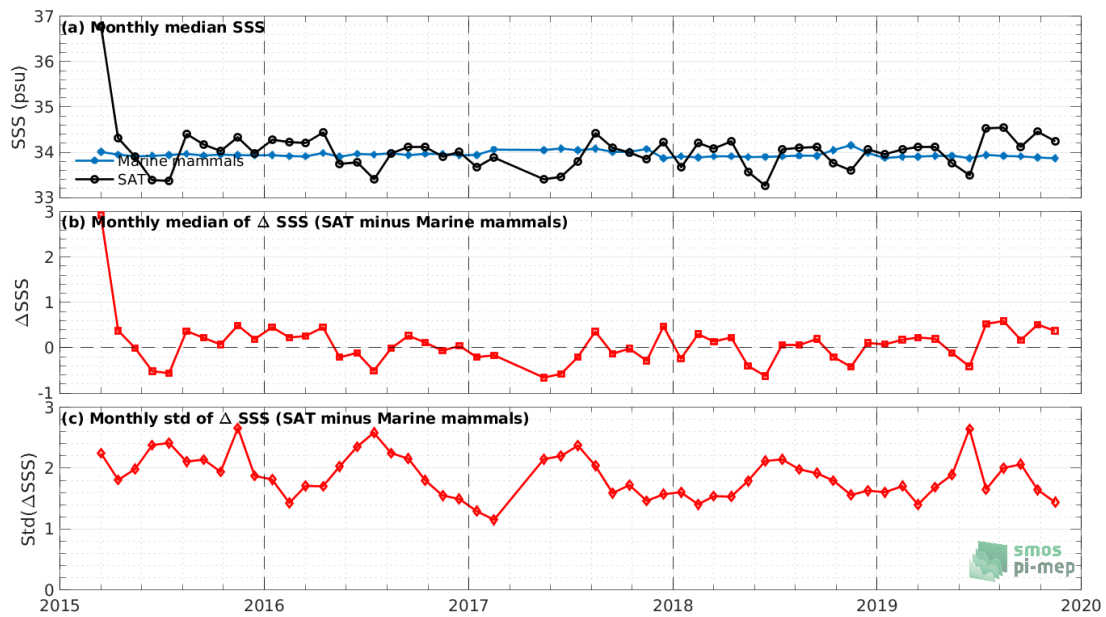 37
(a) Monthly median SSS
36
SSS (psu)
35
34
Marine mammals
SAT
33
3
(b) Monthly median of Δ SSS (SAT minus Marine mammals)
2
ΔSSS
1
0
-1
3
(c) Monthly std of Δ SSS (SAT minus Marine mammals)
2
Std(ΔSSS)
1
smos
pi-mep
0
2015 2016 2017 2018 2019 2020